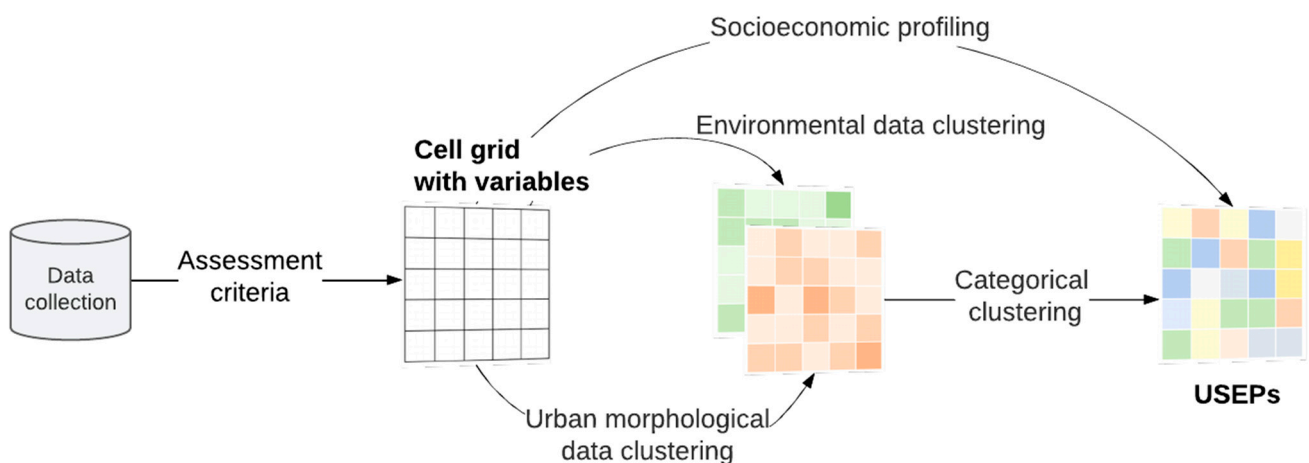 Socioeconomic profiling
Environmental data clustering
Cell grid
with variables
Data
collection
Assessment
criteria
Categorical
clustering
USEPs
Urban morphological
data clustering